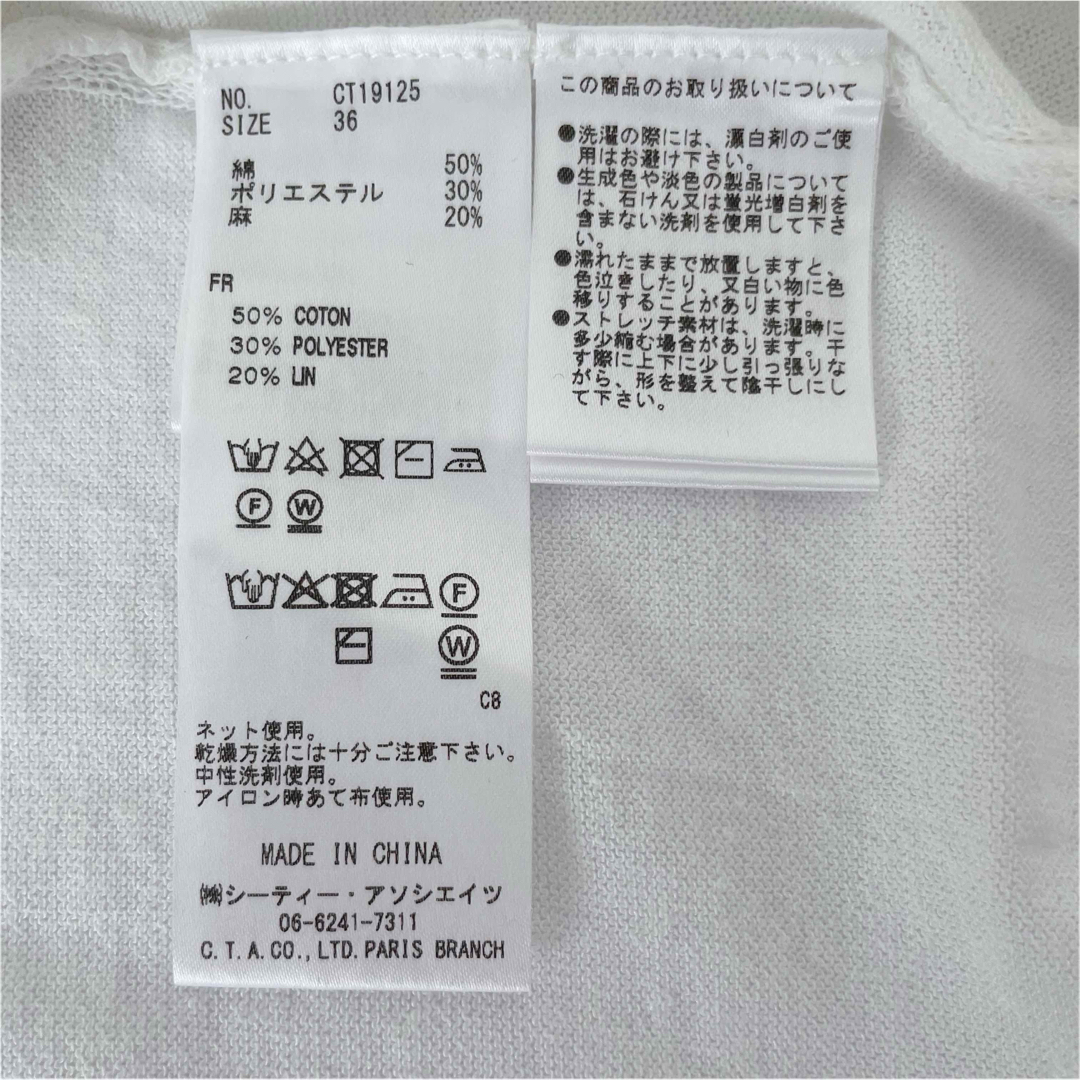 NO. CT19125
SIZE 36
綿 50%
ポリエステル 30%
麻 20%
FR
50% COTON
30% POLYESTER
20% LIN
F W
F
W
C8
ネット使用。
乾燥方法には十分ご注意下さい。
中性洗剤使用。
アイロン時あて布使用。
MADE IN CHINA
シーティー・アソシエイツ
06-6241-7311
C.T.A.CO.,LTD.PARIS BRANCH
この商品のお取り扱いについて
●洗濯の際には、漂白剤のご使
用はお避け下さい。
●生成色や淡色の製品について
は、石けん又は蛍光増白剤を
含まない洗剤を使用して下さ
い。
●濡れたままで放置しますと、
色泣きしたり、又白い物に色
移りすることがあります。
●ストレッチ素材は、洗濯時に
多少縮む場合があります。干
す際に上下に少し引っ張りな
がら、形を整えて陰干しにし
て下さい。